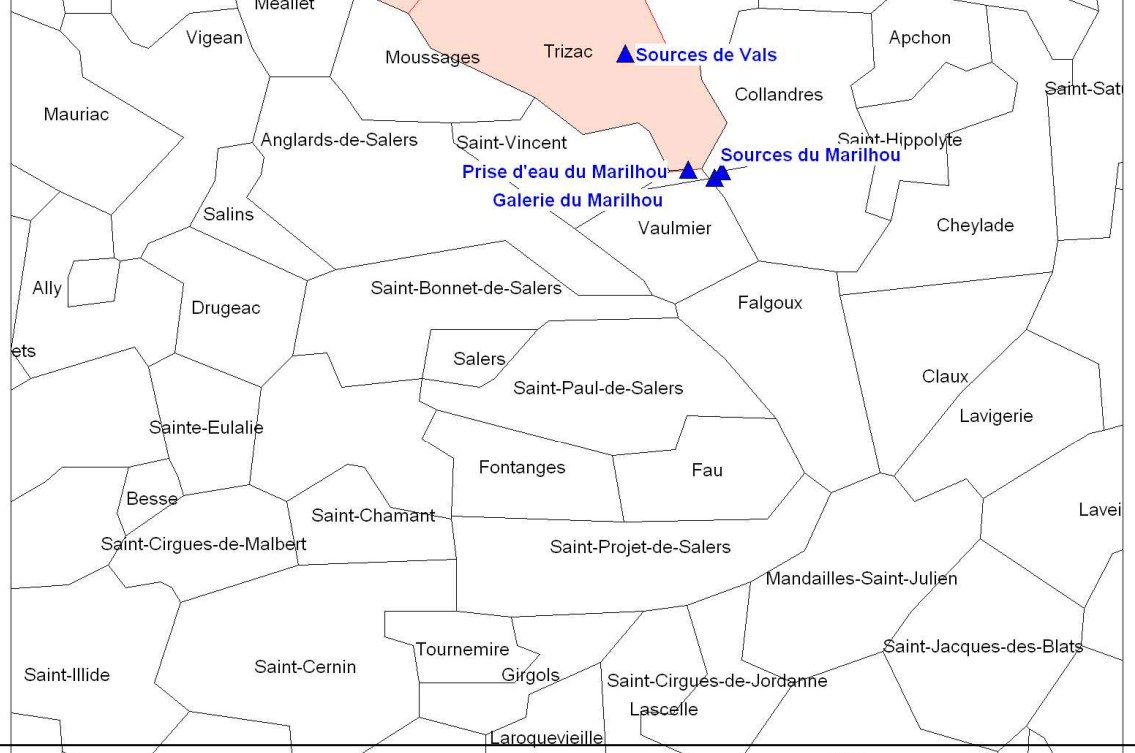 Méallet
Vigean
Moussages
Trizac
Sources de Vals
Apchon
Mauriac
Collandres
Anglards-de-Salers
Saint-Vincent
Saint-Hippolyte
Sources du Marilhou
Prise d'eau du Marilhou
Galerie du Marilhou
Salins
Vaulmier
Cheylade
Ally
Saint-Bonnet-de-Salers
Drugeac
Falgoux
ets
Salers
Saint-Paul-de-Salers
Claux
Lavigerie
Sainte-Eulalie
Fontanges
Fau
Besse
Saint-Chamant
Lavei
Saint-Cirgues-de-Malbert
Saint-Projet-de-Salers
Mandailles-Saint-Julien
Tournemire
Saint-Jacques-des-Blats
Saint-Illide
Saint-Cernin
Girgols
Saint-Cirgues-de-Jordanne
Lascelle
Laroquevieille